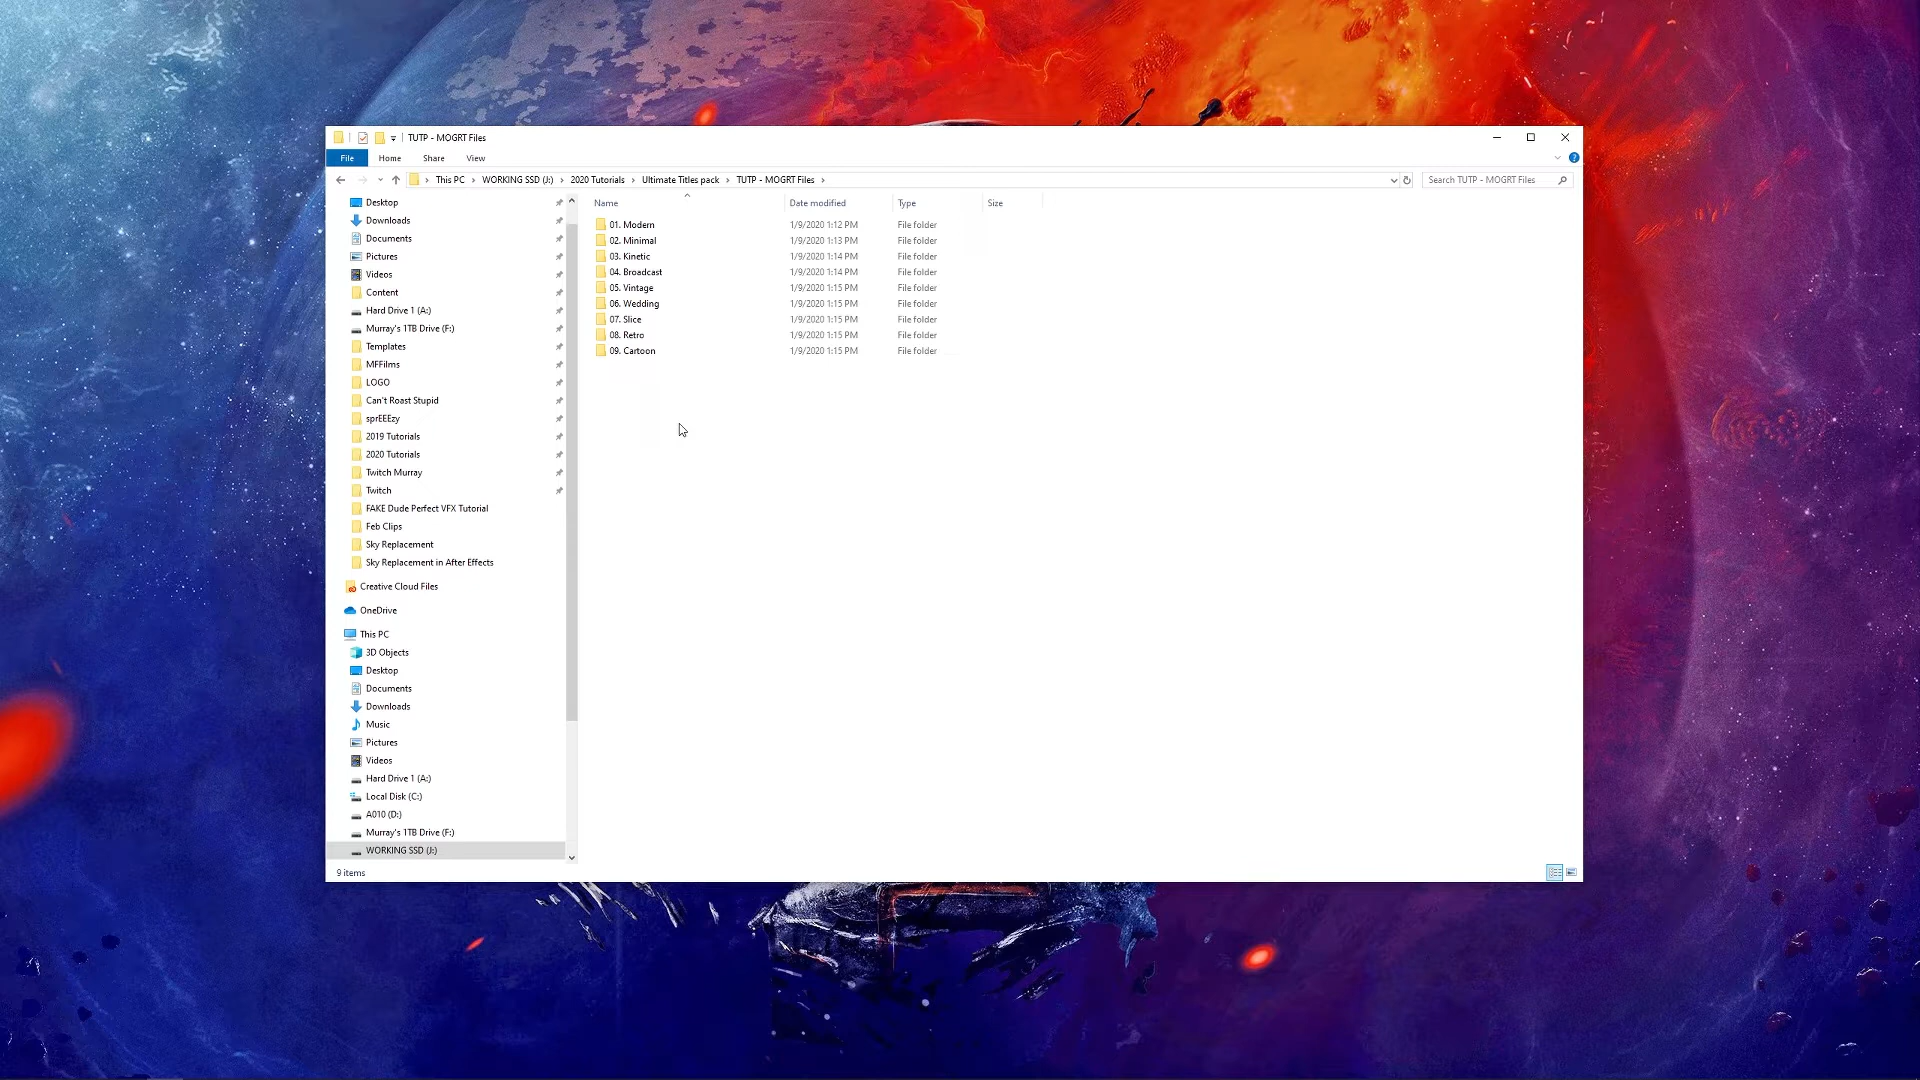 TUTP - MOGRT Files
File Home Share View
This PC WORKING SSD (J:) 2020 Tutorials Ultimate Titles pack TUTP - MOGRT Files
Search TUTP - MOGRT Files
Desktop
Downloads
Documents
Pictures
Videos
Content
Hard Drive 1 (A:)
Murray's 1TB Drive (F:)
Templates
MFFilms
LOGO
Can't Roast Stupid
sprEEEzy
2019 Tutorials
2020 Tutorials
Twitch Murray
Twitch
FAKE Dude Perfect VFX Tutorial
Feb Clips
Sky Replacement
Sky Replacement in After Effects
Creative Cloud Files
OneDrive
This PC
3D Objects
Desktop
Documents
Downloads
Music
Pictures
Videos
Hard Drive 1 (A:)
Local Disk (C:)
A010 (D:)
Murray's 1TB Drive (F:)
WORKING SSD (J:)
Name Date modified Type Size
01. Modern 1/9/2020 1:12 PM File folder
02. Minimal 1/9/2020 1:13 PM File folder
03. Kinetic 1/9/2020 1:14 PM File folder
04. Broadcast 1/9/2020 1:14 PM File folder
05. Vintage 1/9/2020 1:15 PM File folder
06. Wedding 1/9/2020 1:15 PM File folder
07. Slice 1/9/2020 1:15 PM File folder
08. Retro 1/9/2020 1:15 PM File folder
09. Cartoon 1/9/2020 1:15 PM File folder
9 items